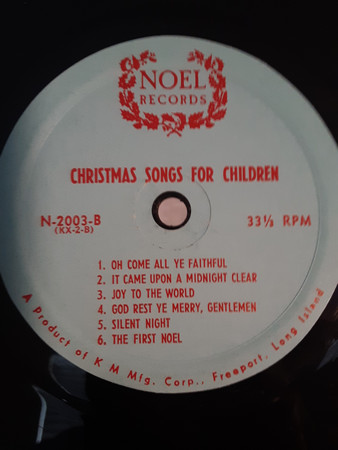 NOEL
RECORDS
CHRISTMAS SONGS FOR CHILDREN
N-2003-B
(KX-2-B)
33⅓ RPM
1. OH COME ALL YE FAITHFUL
2. IT CAME UPON A MIDNIGHT CLEAR
3. JOY TO THE WORLD
4. GOD REST YE MERRY, GENTLEMEN
5. SILENT NIGHT
6. THE FIRST NOEL
A Product of K M Mfg. Corp., Freeport, Long Island